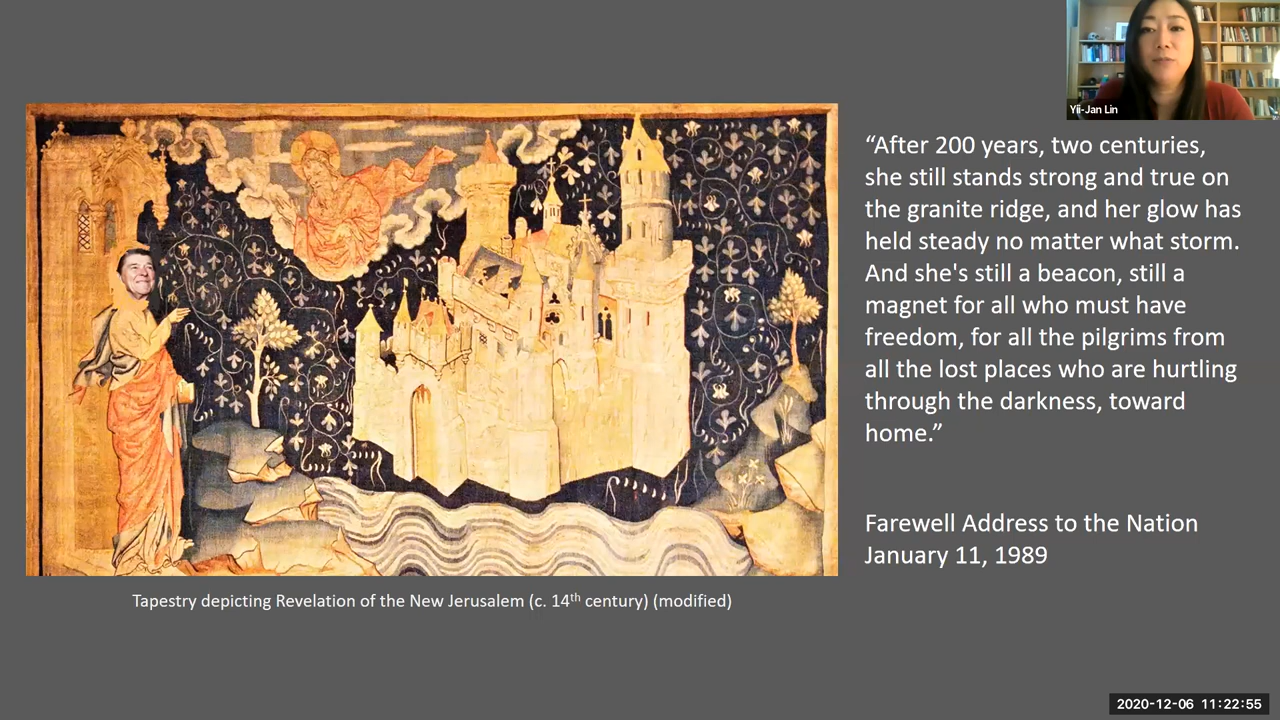 Yii-Jan Lin
“After 200 years, two centuries,
she still stands strong and true on
the granite ridge, and her glow has
held steady no matter what storm.
And she's still a beacon, still a
magnet for all who must have
freedom, for all the pilgrims from
all the lost places who are hurtling
through the darkness, toward
home.”
Farewell Address to the Nation
January 11, 1989
Tapestry depicting Revelation of the New Jerusalem (c. 14th century) (modified)
2020-12-06 11:22:55